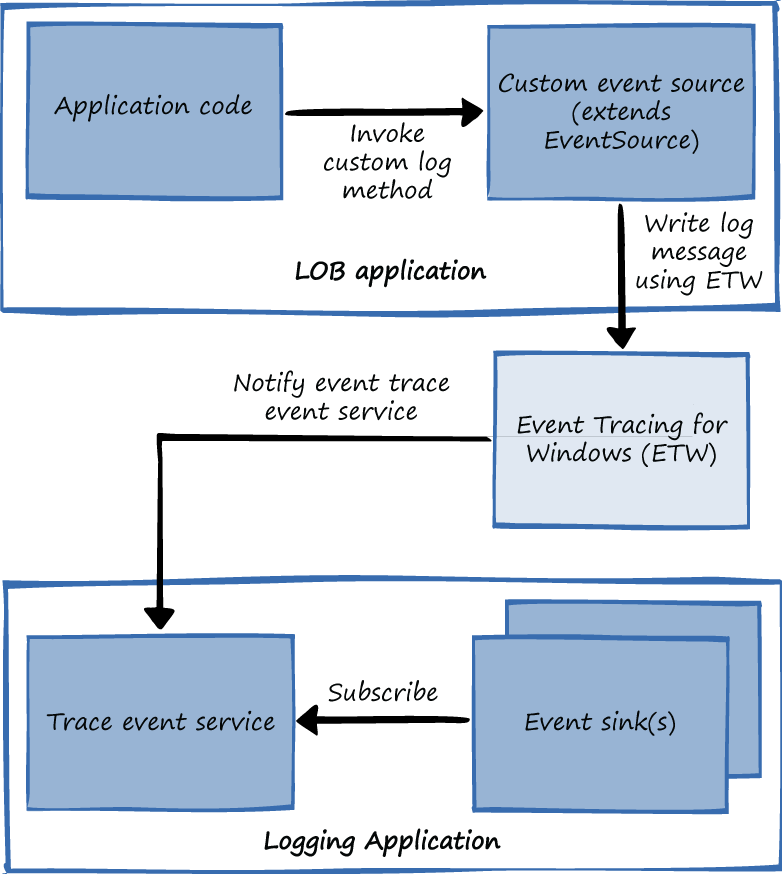 Application code
Custom event source
(extends
EventSource)
Invoke
custom log
method
Write log
message
using ETW
LOB application
Notify event trace
event service
Event Tracing for
Windows (ETW)
Subscribe
Trace event service
Event sink(s)
Logging Application